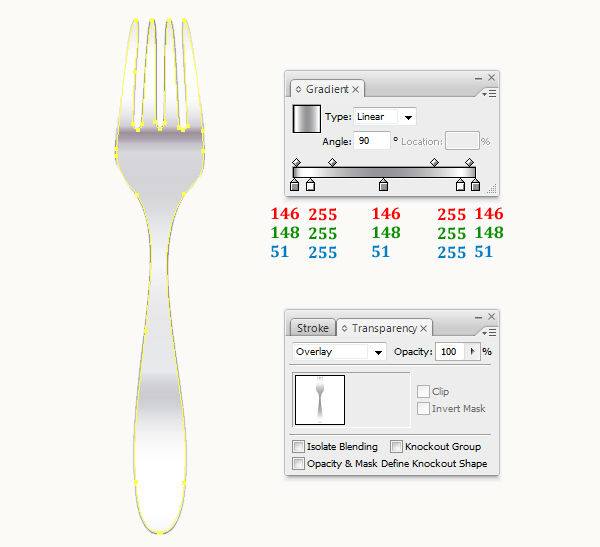 Gradient
Type: Linear
Angle: 90 ° Location: %
146 255 146 255 146
148 255 148 255 148
51 255 51 255 51
Stroke Transparency
Overlay Opacity: 100 %
Clip
Invert Mask
Isolate Blending Knockout Group
Opacity & Mask Define Knockout Shape